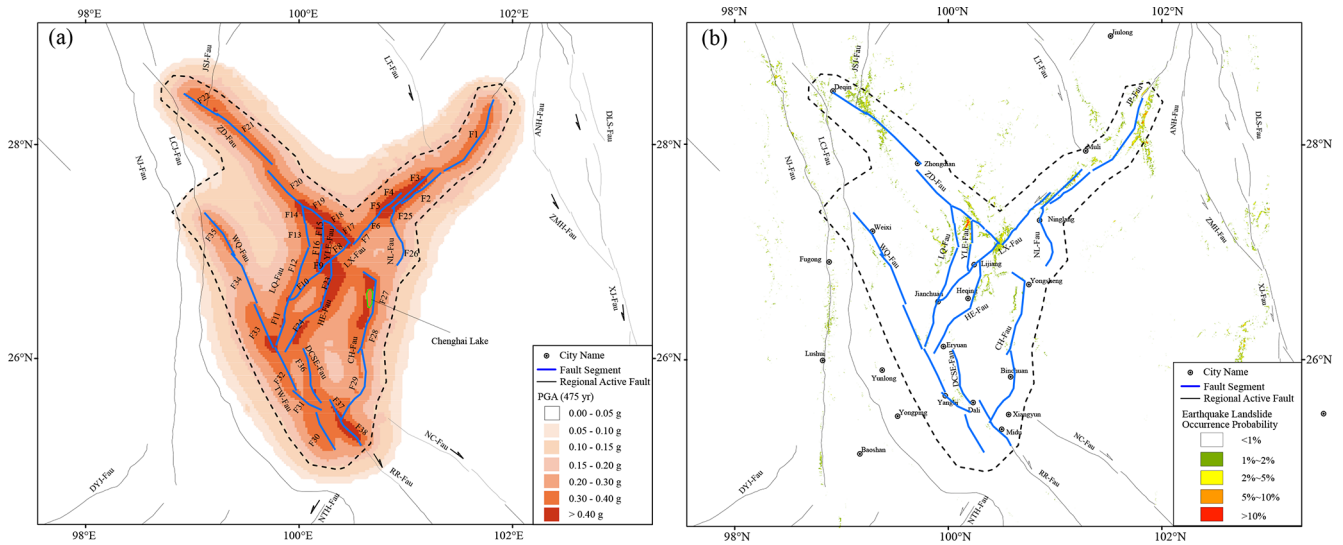 98°E
100°E
102°E
(a)
28°N
26°N
JSJ-Fau
LT-Fau
ANH-Fau
DLS-Fau
LCJ-Fau
NJ-Fau
ZD-Fau
F22
F21
F20
F1
F3
F2
F4
F5
F6
F7
F19
F18
F17
F14
F13
F15
F16
F12
F8
F9
F10
F11
F25
F26
F23
F24
F27
F28
F29
F35
F34
F33
F32
F31
F30
F36
F37
F38
WQ-Fau
LQ-Fau
YLE-Fau
LX-Fau
NL-Fau
HE-Fau
CH-Fau
DCSE-Fau
TW-Fau
ZMH-Fau
XJ-Fau
Chenghai Lake
DYJ-Fau
NTH-Fau
RR-Fau
NC-Fau
City Name
Fault Segment
Regional Active Fault
PGA (475 yr)
0.00 - 0.05 g
0.05 - 0.10 g
0.10 - 0.15 g
0.15 - 0.20 g
0.20 - 0.30 g
0.30 - 0.40 g
> 0.40 g
98°E
100°E
102°E
98°N
100°N
102°N
(b)
28°N
26°N
Jiulong
JSJ-Fau
LT-Fau
JP-Fau
ANH-Fau
DLS-Fau
Deqin
LCJ-Fau
NJ-Fau
Muli
Zhongdian
ZD-Fau
Ninglang
Weixi
WQ-Fau
LQ-Fau
YLE-Fau
LX-Fau
NL-Fau
ZMH-Fau
Fugong
Lijiang
Yongsheng
Jianchuan
Heqing
HE-Fau
XJ-Fau
CH-Fau
Eryuan
Lushui
Yunlong
DCSE-Fau
Binchuan
Yangbi
Dali
Yongping
Xiangyun
Midu
Baoshan
NC-Fau
DYJ-Fau
RR-Fau
NTH-Fau
City Name
Fault Segment
Regional Active Fault
Earthquake Landslide
Occurrence Probability
<1%
1%~2%
2%~5%
5%~10%
>10%
98°N
100°N
102°N